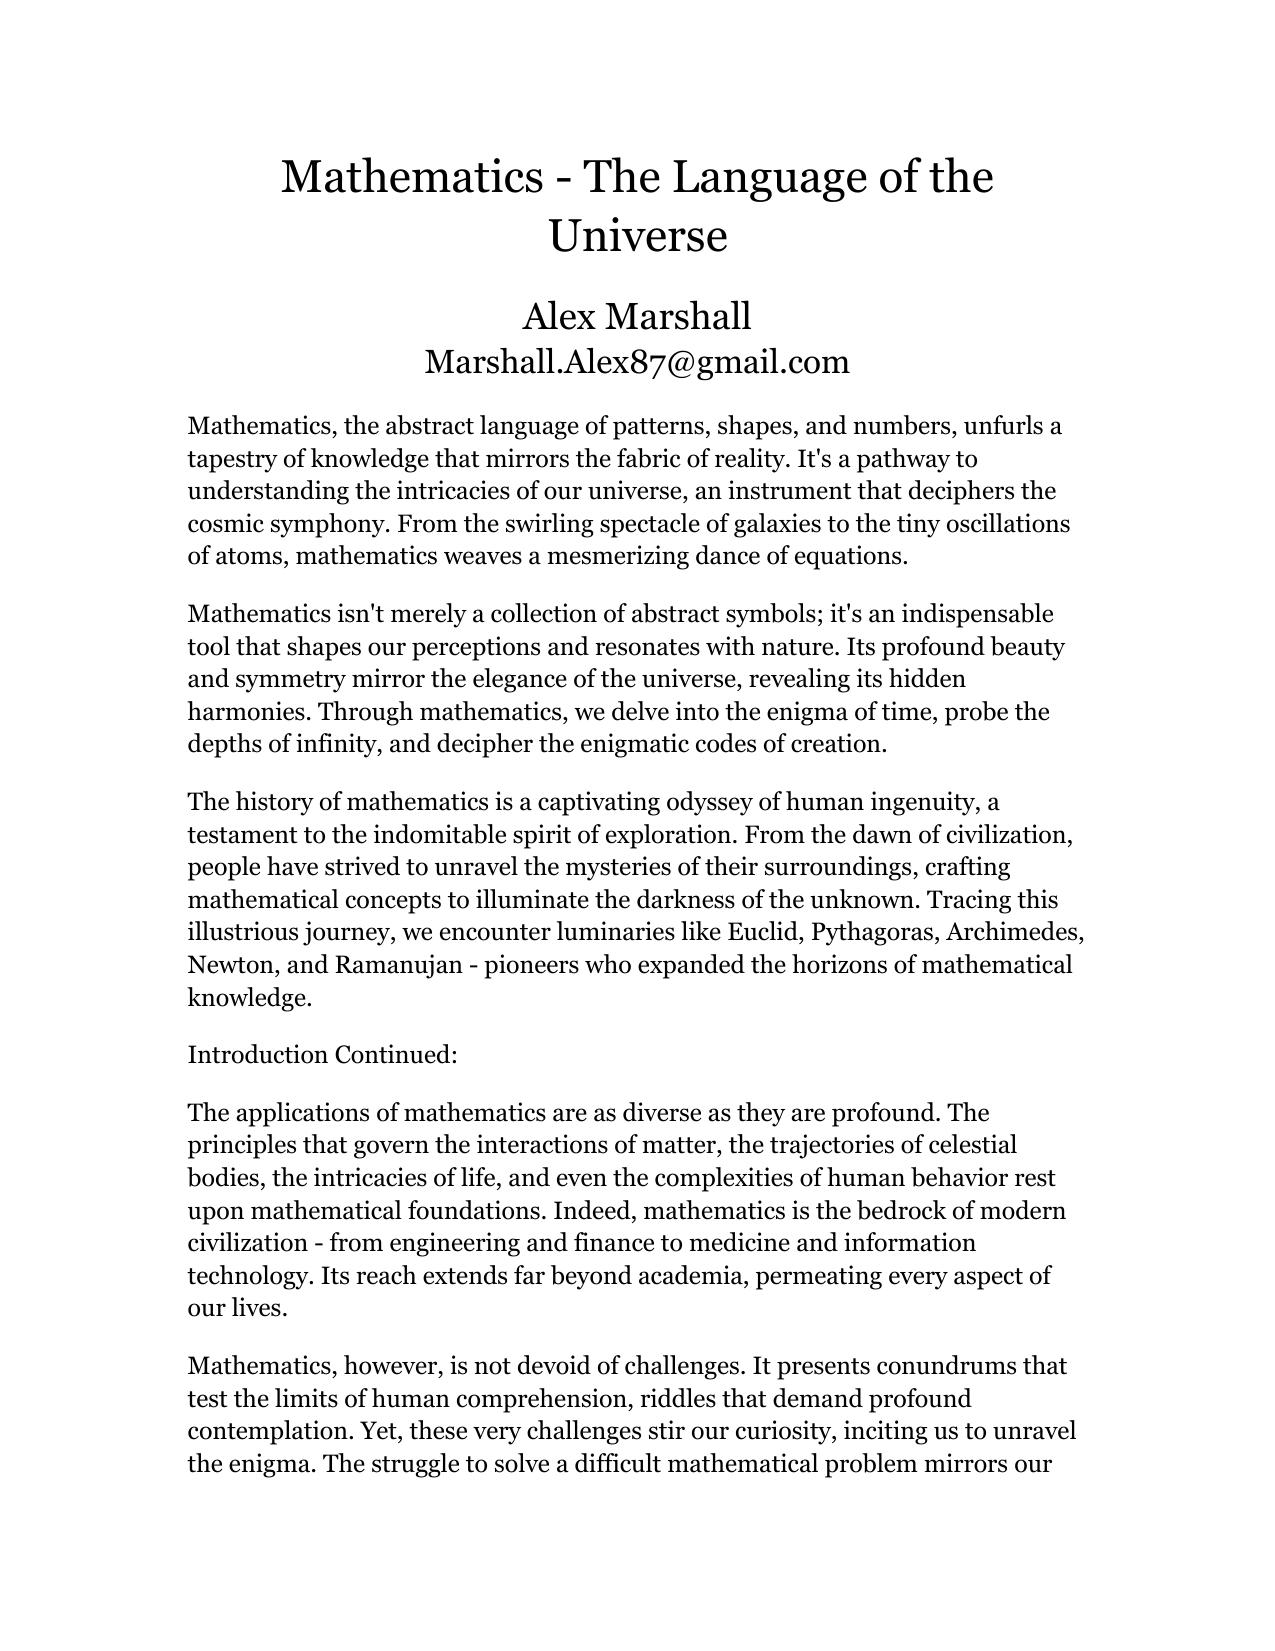 Mathematics - The Language of the
Universe
Alex Marshall
Marshall.Alex87@gmail.com
Mathematics, the abstract language of patterns, shapes, and numbers, unfurls a
tapestry of knowledge that mirrors the fabric of reality. It's a pathway to
understanding the intricacies of our universe, an instrument that deciphers the
cosmic symphony. From the swirling spectacle of galaxies to the tiny oscillations
of atoms, mathematics weaves a mesmerizing dance of equations.
Mathematics isn't merely a collection of abstract symbols; it's an indispensable
tool that shapes our perceptions and resonates with nature. Its profound beauty
and symmetry mirror the elegance of the universe, revealing its hidden
harmonies. Through mathematics, we delve into the enigma of time, probe the
depths of infinity, and decipher the enigmatic codes of creation.
The history of mathematics is a captivating odyssey of human ingenuity, a
testament to the indomitable spirit of exploration. From the dawn of civilization,
people have strived to unravel the mysteries of their surroundings, crafting
mathematical concepts to illuminate the darkness of the unknown. Tracing this
illustrious journey, we encounter luminaries like Euclid, Pythagoras, Archimedes,
Newton, and Ramanujan - pioneers who expanded the horizons of mathematical
knowledge.
Introduction Continued:
The applications of mathematics are as diverse as they are profound. The
principles that govern the interactions of matter, the trajectories of celestial
bodies, the intricacies of life, and even the complexities of human behavior rest
upon mathematical foundations. Indeed, mathematics is the bedrock of modern
civilization - from engineering and finance to medicine and information
technology. Its reach extends far beyond academia, permeating every aspect of
our lives.
Mathematics, however, is not devoid of challenges. It presents conundrums that
test the limits of human comprehension, riddles that demand profound
contemplation. Yet, these very challenges stir our curiosity, inciting us to unravel
the enigma. The struggle to solve a difficult mathematical problem mirrors our